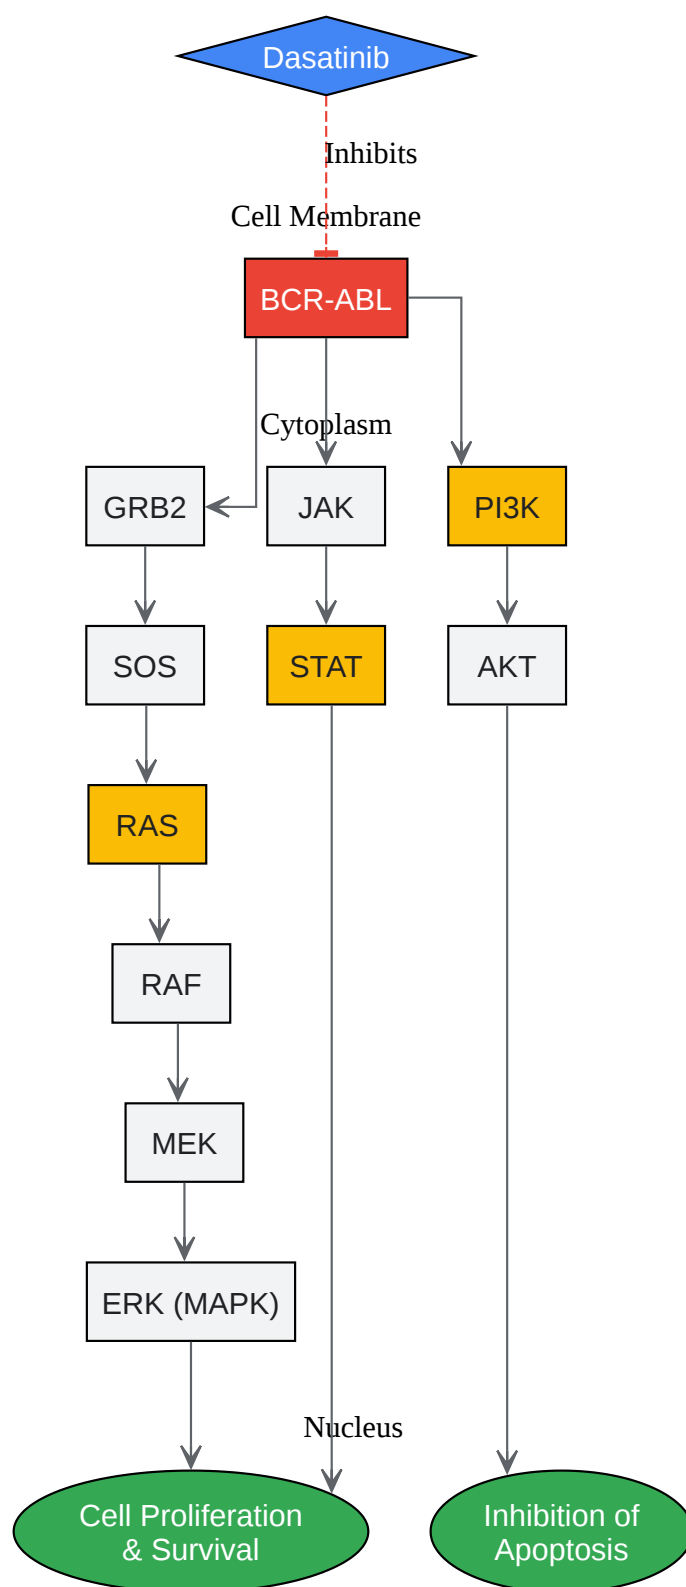 Dasatinib
Inhibits
Cell Membrane
BCR-ABL
Cytoplasm
GRB2
JAK
PI3K
SOS
STAT
AKT
RAS
RAF
MEK
ERK (MAPK)
Nucleus
Cell Proliferation
& Survival
Inhibition of
Apoptosis